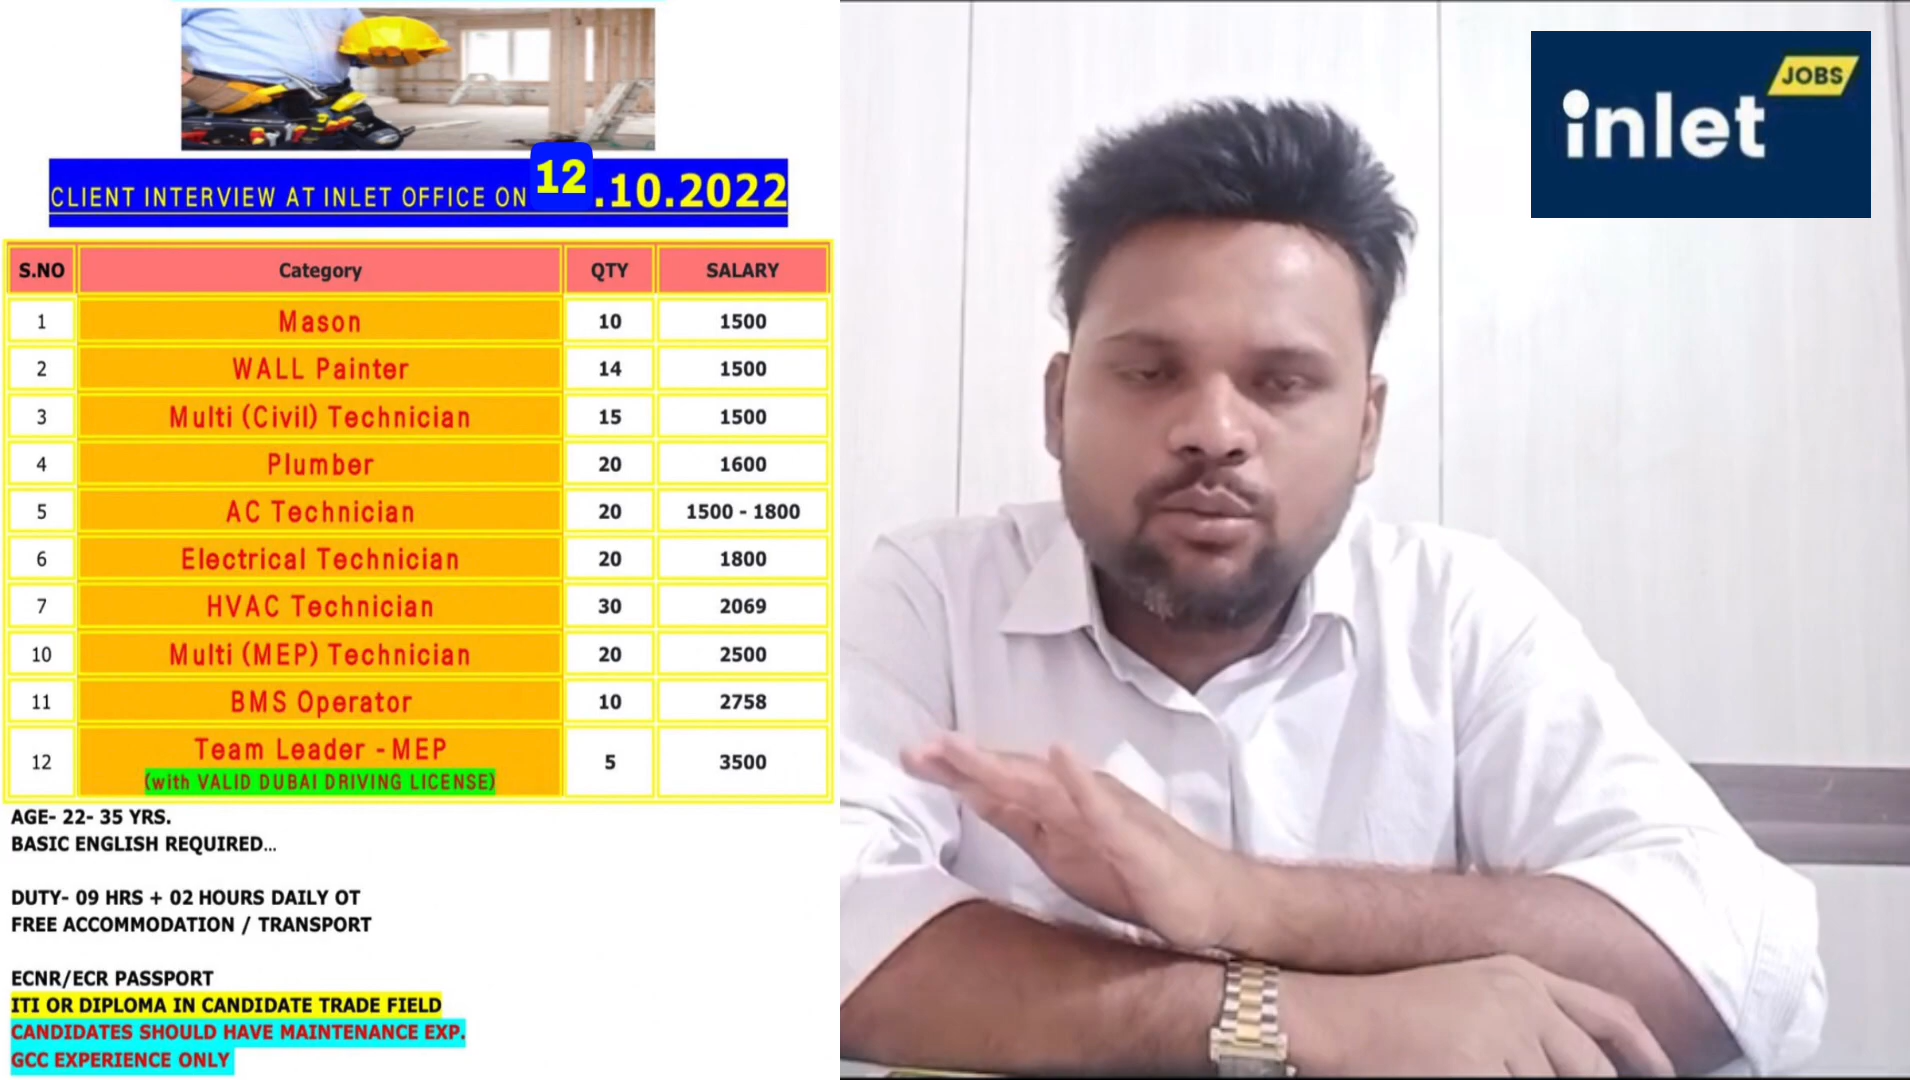 CLIENT INTERVIEW AT INLET OFFICE ON 12.10.2022
S.NO Category QTY SALARY
1 Mason 10 1500
2 WALL Painter 14 1500
3 Multi (Civil) Technician 15 1500
4 Plumber 20 1600
5 AC Technician 20 1500 - 1800
6 Electrical Technician 20 1800
7 HVAC Technician 30 2069
10 Multi (MEP) Technician 20 2500
11 BMS Operator 10 2758
12 Team Leader - MEP 5 3500
(with VALID DUBAI DRIVING LICENSE)
AGE- 22- 35 YRS.
BASIC ENGLISH REQUIRED...
DUTY- 09 HRS + 02 HOURS DAILY OT
FREE ACCOMMODATION / TRANSPORT
ECNR/ECR PASSPORT
ITI OR DIPLOMA IN CANDIDATE TRADE FIELD
CANDIDATES SHOULD HAVE MAINTENANCE EXP.
GCC EXPERIENCE ONLY
inlet JOBS